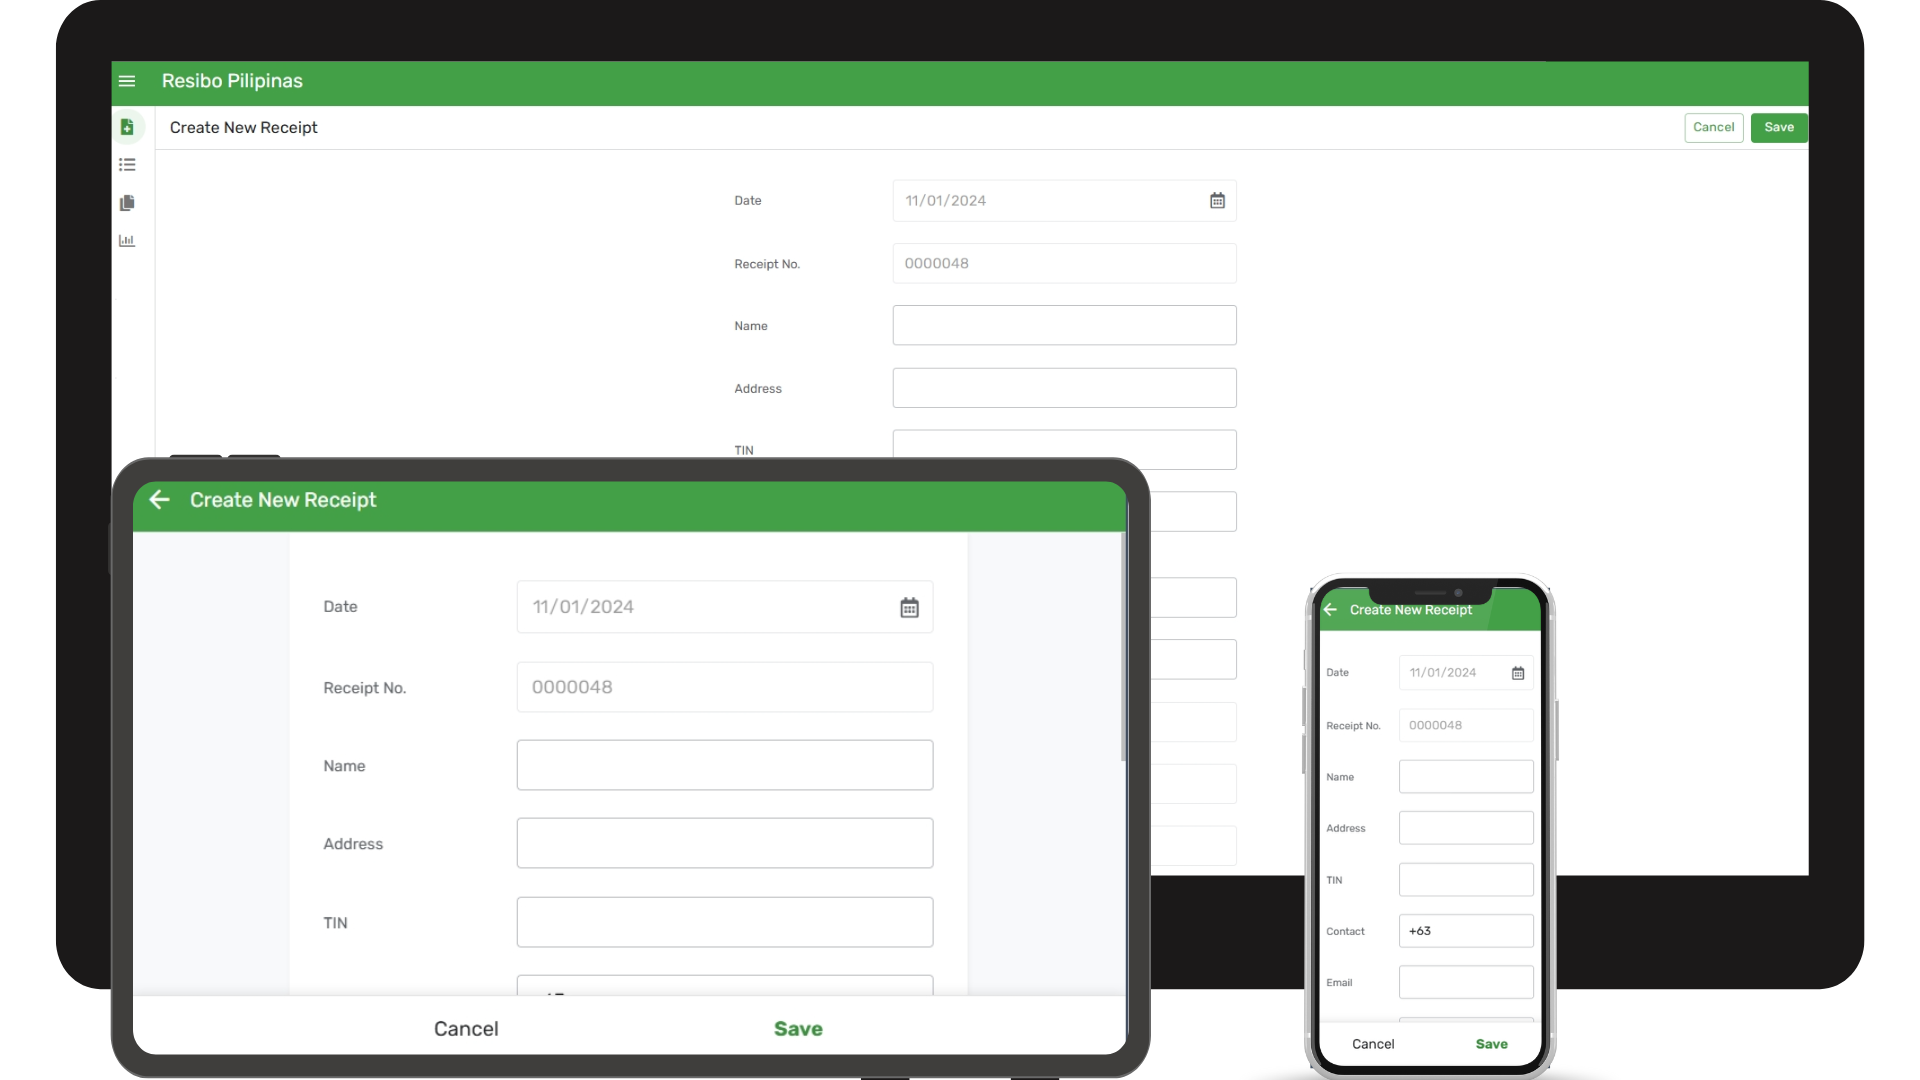 Resibo Pilipinas
Create New Receipt
Cancel
Save
Date
11/01/2024
Receipt No.
0000048
Name
Address
TIN
Create New Receipt
Date
11/01/2024
Receipt No.
0000048
Name
Address
TIN
Cancel
Save
Create New Receipt
Date
11/01/2024
Receipt No.
0000048
Name
Address
TIN
Contact
+63
Email
Cancel
Save